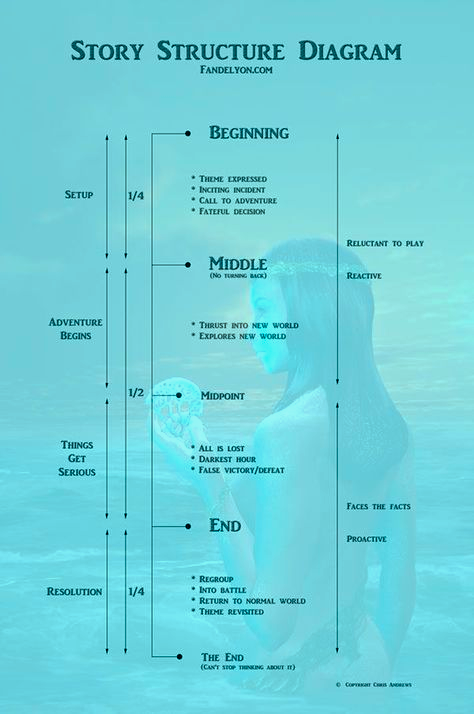 Story Structure Diagram
Fandelyon.com
Beginning
Setup
1/4
* Theme expressed
* Inciting incident
* Call to adventure
* Fateful decision
Reluctant to play
Reactive
Middle
(No turning back)
Adventure
Begins
* Thrust into new world
* Explores new world
1/2
Midpoint
Things
Get
Serious
* All is lost
* Darkest hour
* False victory/defeat
Faces the facts
Proactive
End
Resolution
1/4
* Regroup
* Into battle
* Return to normal world
* Theme revisited
The End
(Can't stop thinking about it)
© Copyright Chris Andrews